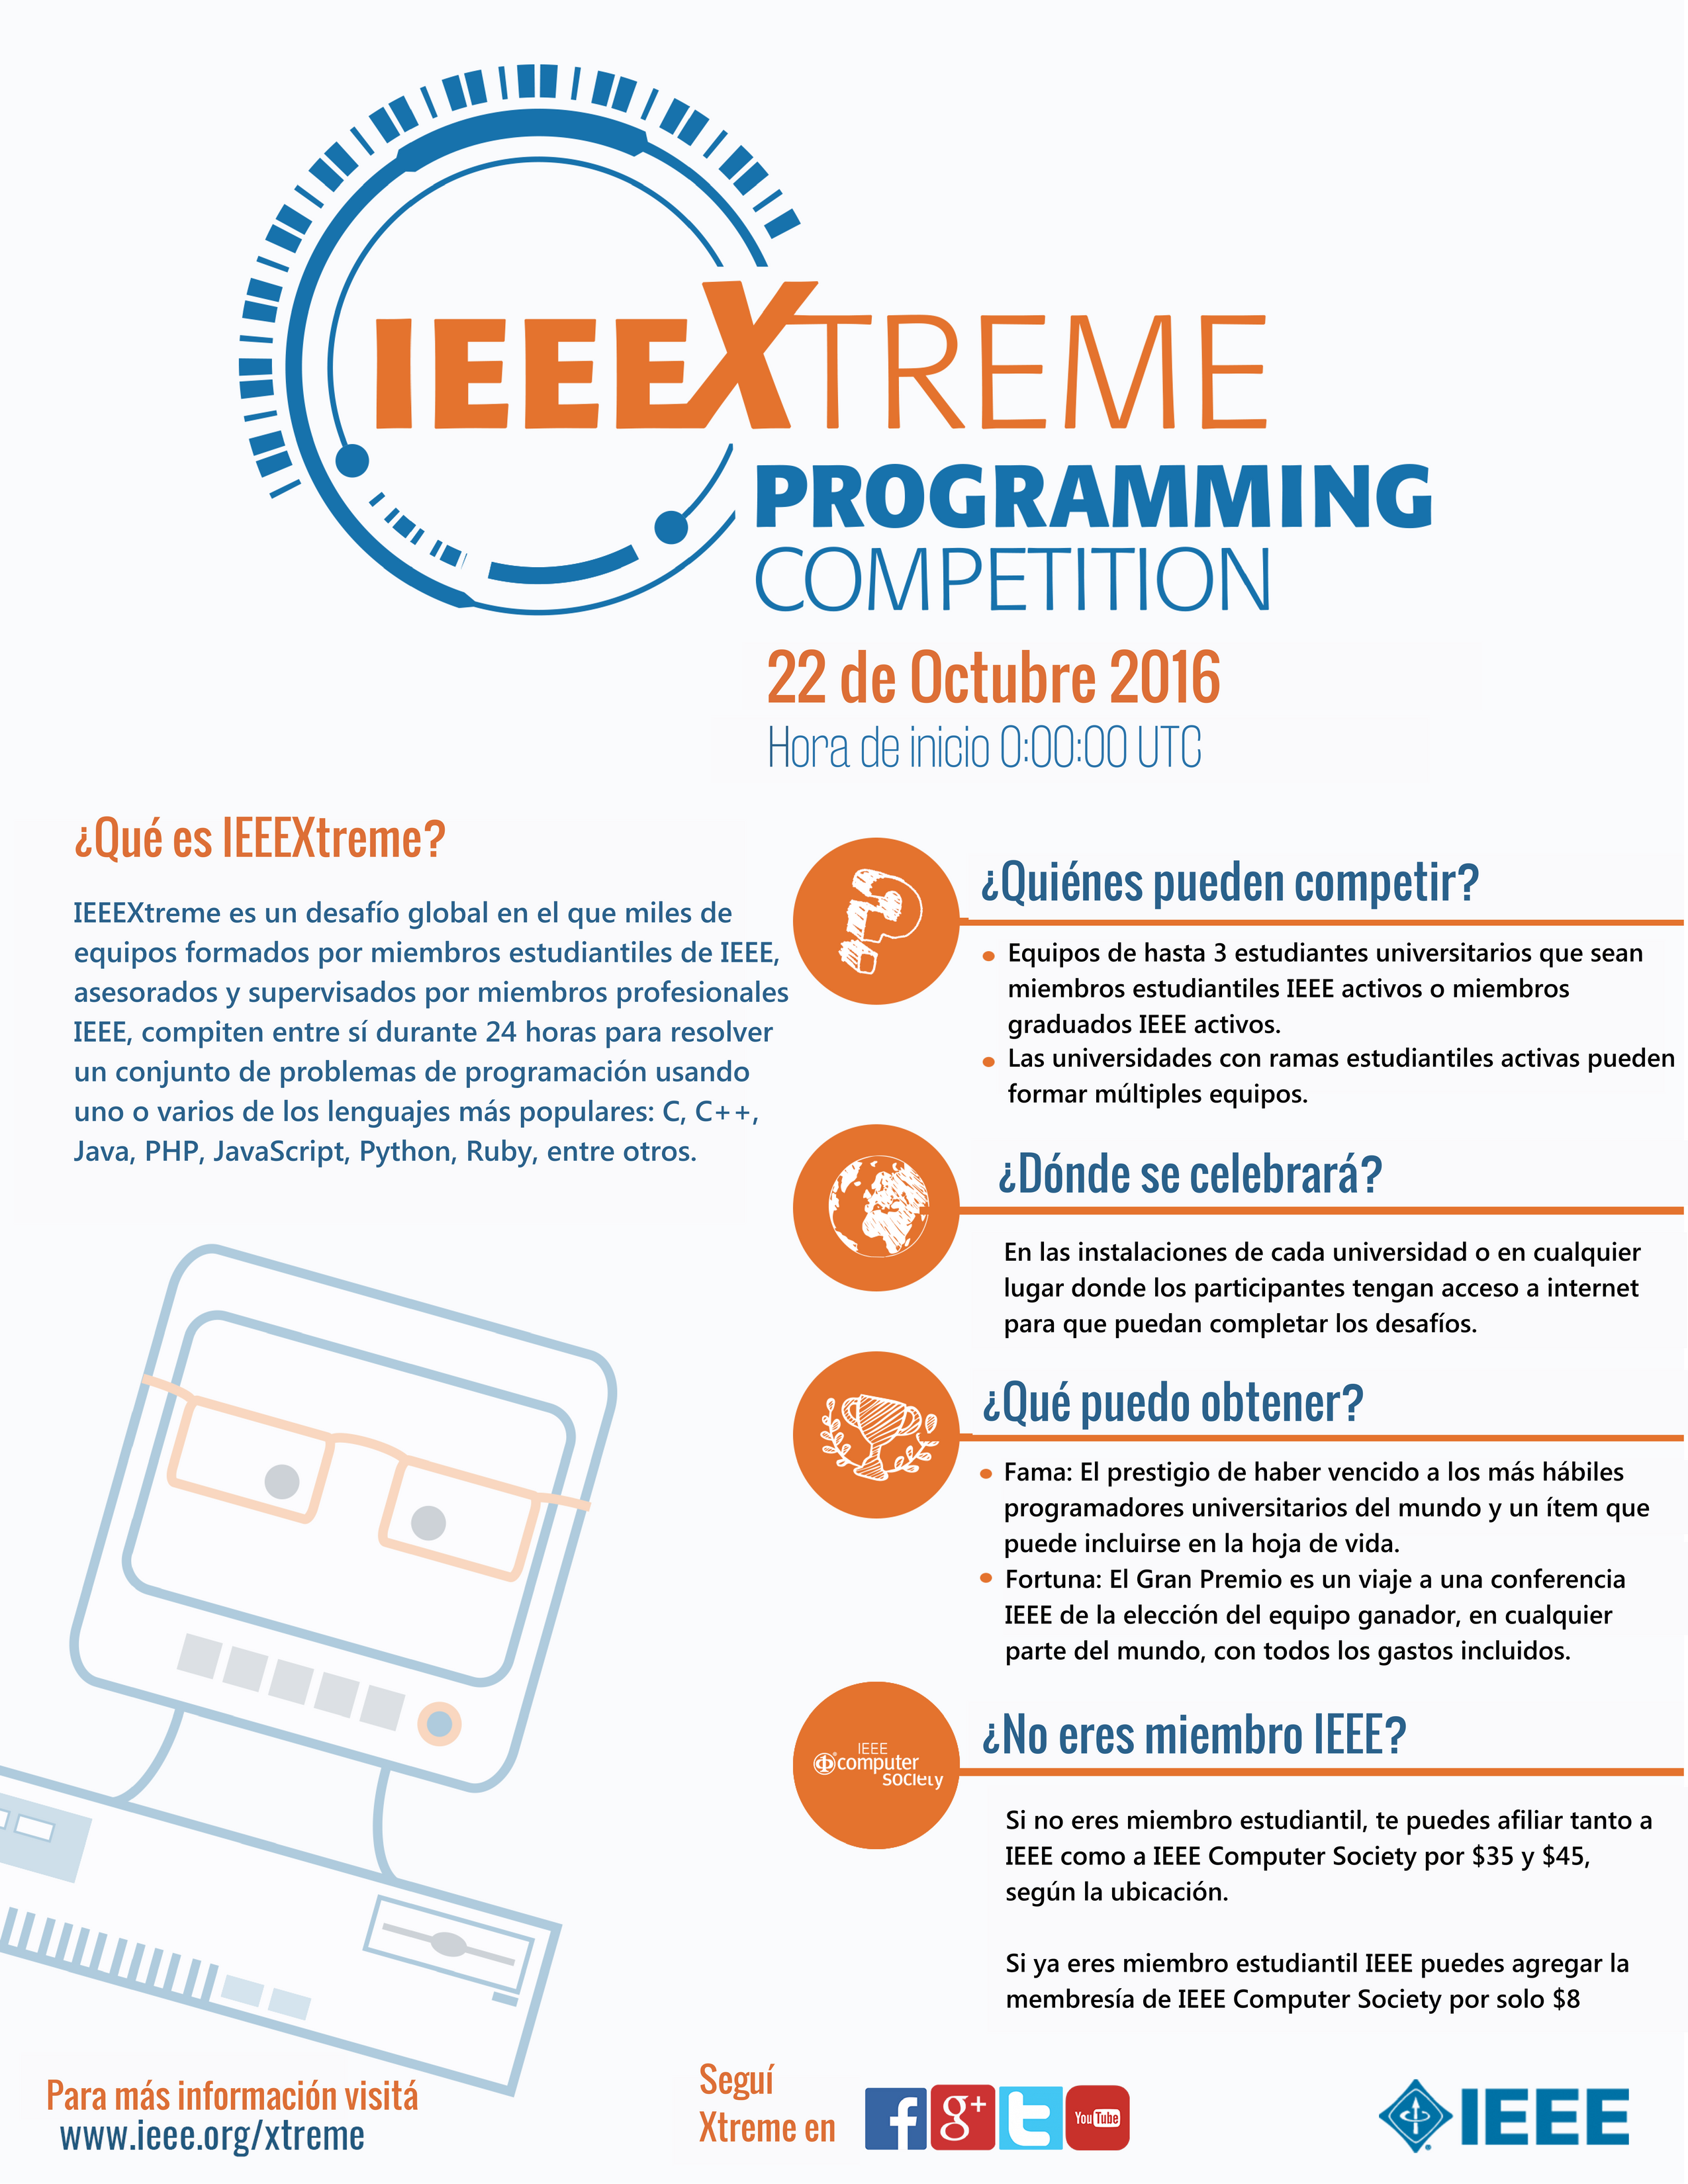 IEEEXTREME
PROGRAMMING
COMPETITION
22 de Octubre 2016
Hora de inicio 0:00:00 UTC
¿Qué es IEEEXtreme?
IEEEXtreme es un desafío global en el que miles de
equipos formados por miembros estudiantiles de IEEE,
asesorados y supervisados por miembros profesionales
IEEE, compiten entre sí durante 24 horas para resolver
un conjunto de problemas de programación usando
uno o varios de los lenguajes más populares: C, C++,
Java, PHP, JavaScript, Python, Ruby, entre otros.
¿Quiénes pueden competir?
Equipos de hasta 3 estudiantes universitarios que sean
miembros estudiantiles IEEE activos o miembros
graduados IEEE activos.
Las universidades con ramas estudiantiles activas pueden
formar múltiples equipos.
¿Dónde se celebrará?
En las instalaciones de cada universidad o en cualquier
lugar donde los participantes tengan acceso a internet
para que puedan completar los desafíos.
¿Qué puedo obtener?
Fama: El prestigio de haber vencido a los más hábiles
programadores universitarios del mundo y un ítem que
puede incluirse en la hoja de vida.
Fortuna: El Gran Premio es un viaje a una conferencia
IEEE de la elección del equipo ganador, en cualquier
parte del mundo, con todos los gastos incluidos.
IEEE
computer
society
¿No eres miembro IEEE?
Si no eres miembro estudiantil, te puedes afiliar tanto a
IEEE como a IEEE Computer Society por $35 y $45,
según la ubicación.
Si ya eres miembro estudiantil IEEE puedes agregar la
membresía de IEEE Computer Society por solo $8
Para más información visitá
www.ieee.org/xtreme
Seguí
Xtreme en
f g+ t YouTube
IEEE